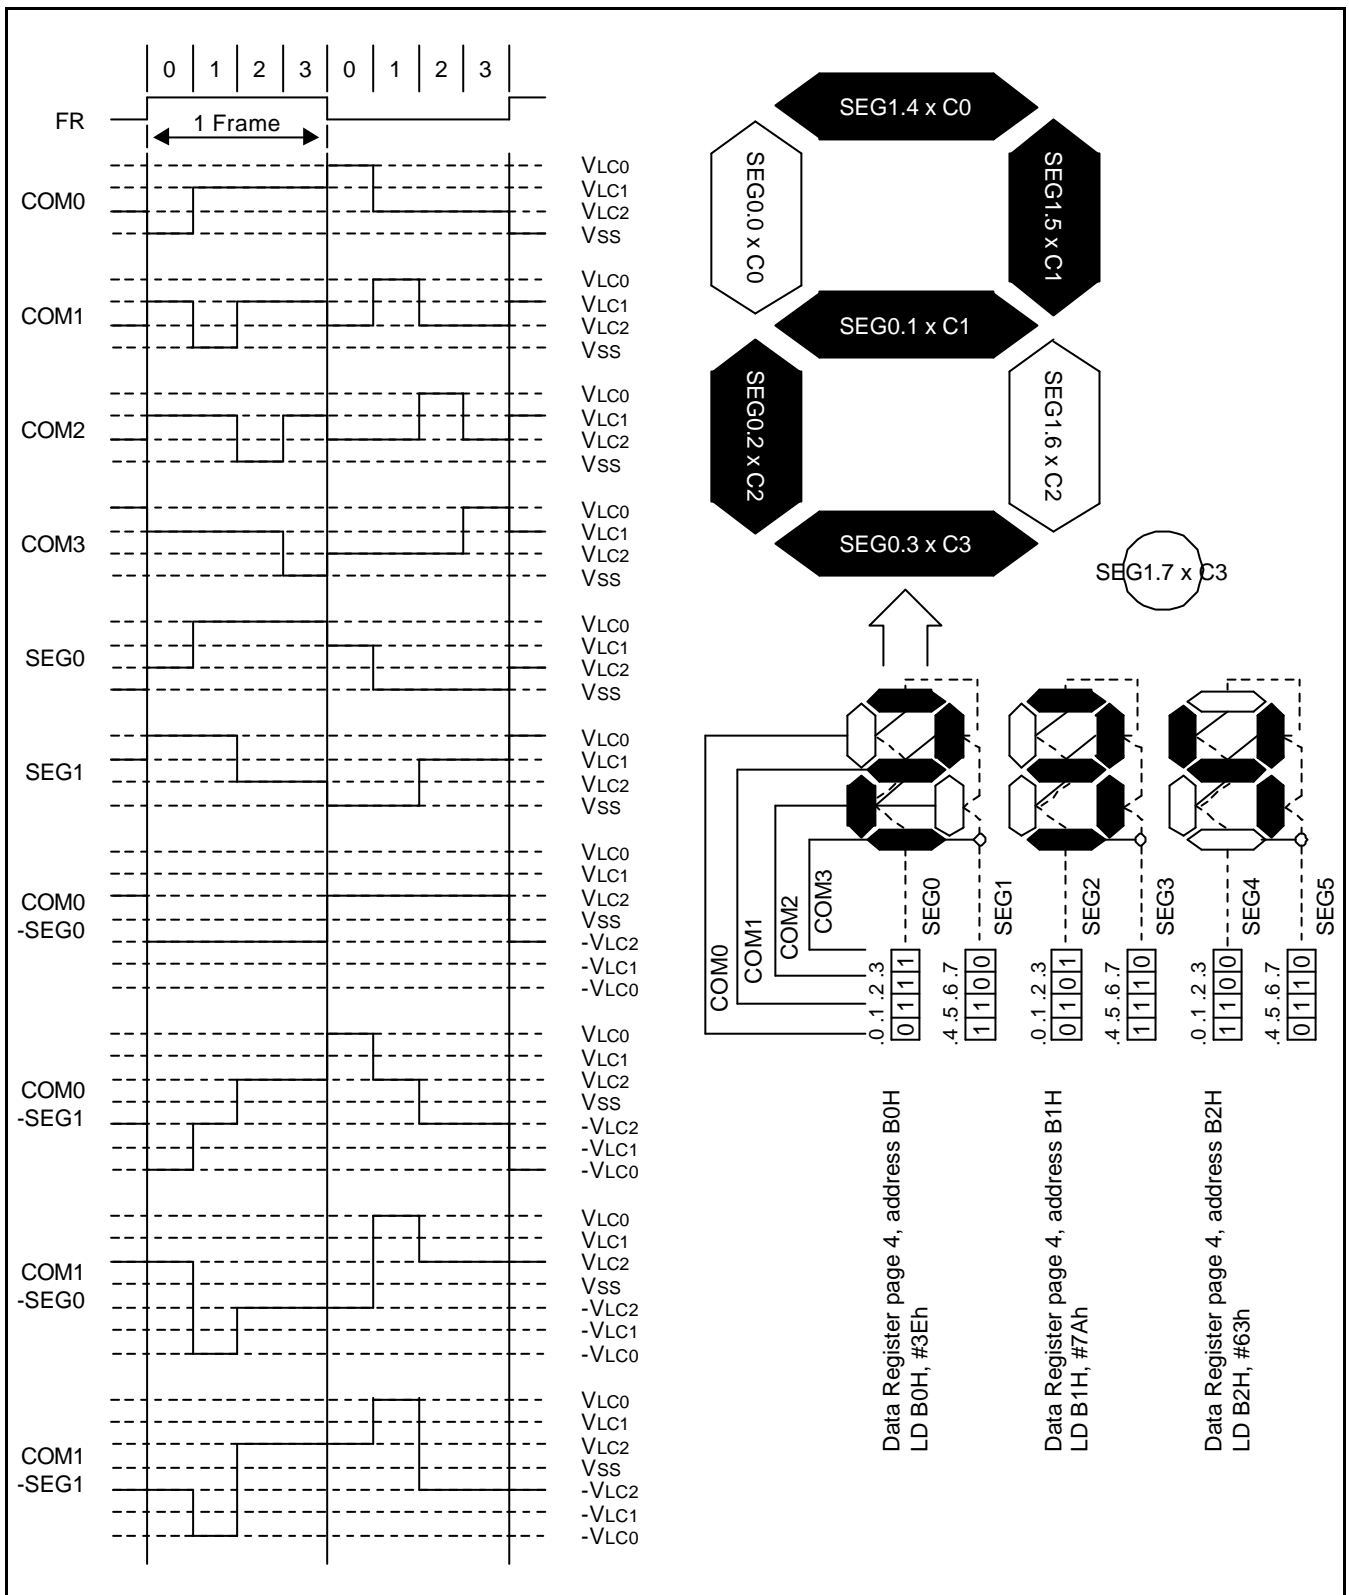 0 1 2 3 0 1 2 3
FR
1 Frame
COM0
VLC0
VLC1
VLC2
VSS
COM1
VLC0
VLC1
VLC2
VSS
COM2
VLC0
VLC1
VLC2
VSS
COM3
VLC0
VLC1
VLC2
VSS
SEG0
VLC0
VLC1
VLC2
VSS
SEG1
VLC0
VLC1
VLC2
VSS
COM0
-SEG0
VLC0
VLC1
VLC2
VSS
-VLC2
-VLC1
-VLC0
COM0
-SEG1
VLC0
VLC1
VLC2
VSS
-VLC2
-VLC1
-VLC0
COM1
-SEG0
VLC0
VLC1
VLC2
VSS
-VLC2
-VLC1
-VLC0
COM1
-SEG1
VLC0
VLC1
VLC2
VSS
-VLC2
-VLC1
-VLC0
SEG1.4 x C0
SEG0.0 x C0
SEG1.5 x C1
SEG0.1 x C1
SEG0.2 x C2
SEG1.6 x C2
SEG0.3 x C3
SEG1.7 x C3
COM0
COM1
COM2
COM3
SEG0
SEG1
SEG2
SEG3
SEG4
SEG5
.0 .1 .2 .3
0 1 1 1
.4 .5 .6 .7
1 1 0 0
.0 .1 .2 .3
0 1 0 1
.4 .5 .6 .7
1 1 1 0
.0 .1 .2 .3
1 1 0 0
.4 .5 .6 .7
0 1 1 0
Data Register page 4, address B0H
LD B0H, #3Eh
Data Register page 4, address B1H
LD B1H, #7Ah
Data Register page 4, address B2H
LD B2H, #63h